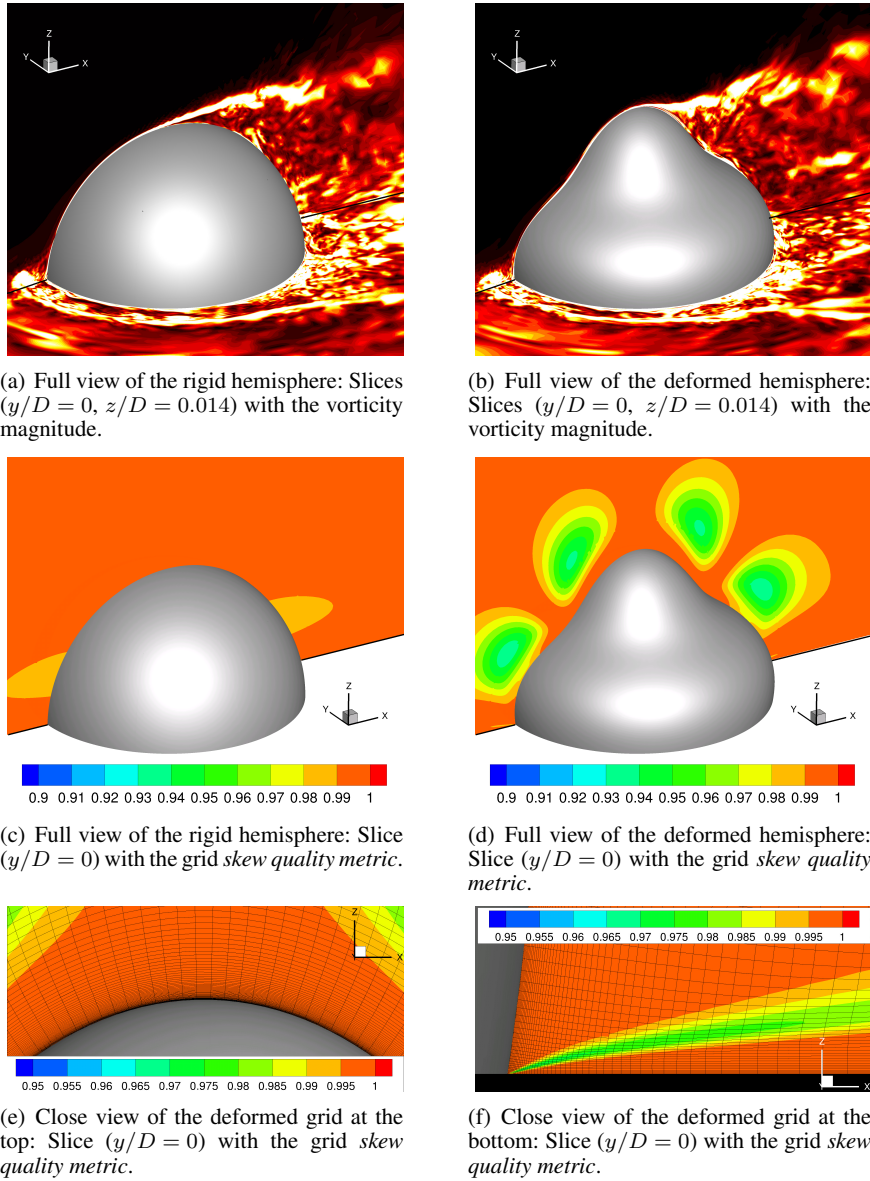 Z
Y
X
Z
Y
X
(a) Full view of the rigid hemisphere: Slices
(y/D = 0, z/D = 0.014) with the vorticity
magnitude.
(b) Full view of the deformed hemisphere:
Slices (y/D = 0, z/D = 0.014) with the
vorticity magnitude.
Z
Y
X
0.9 0.91 0.92 0.93 0.94 0.95 0.96 0.97 0.98 0.99 1
Z
Y
X
0.9 0.91 0.92 0.93 0.94 0.95 0.96 0.97 0.98 0.99 1
(c) Full view of the rigid hemisphere: Slice
(y/D = 0) with the grid skew quality metric.
(d) Full view of the deformed hemisphere:
Slice (y/D = 0) with the grid skew quality
metric.
Z
X
0.95 0.955 0.96 0.965 0.97 0.975 0.98 0.985 0.99 0.995 1
0.95 0.955 0.96 0.965 0.97 0.975 0.98 0.985 0.99 0.995 1
Z
X
(e) Close view of the deformed grid at the
top: Slice (y/D = 0) with the grid skew
quality metric.
(f) Close view of the deformed grid at the
bottom: Slice (y/D = 0) with the grid skew
quality metric.